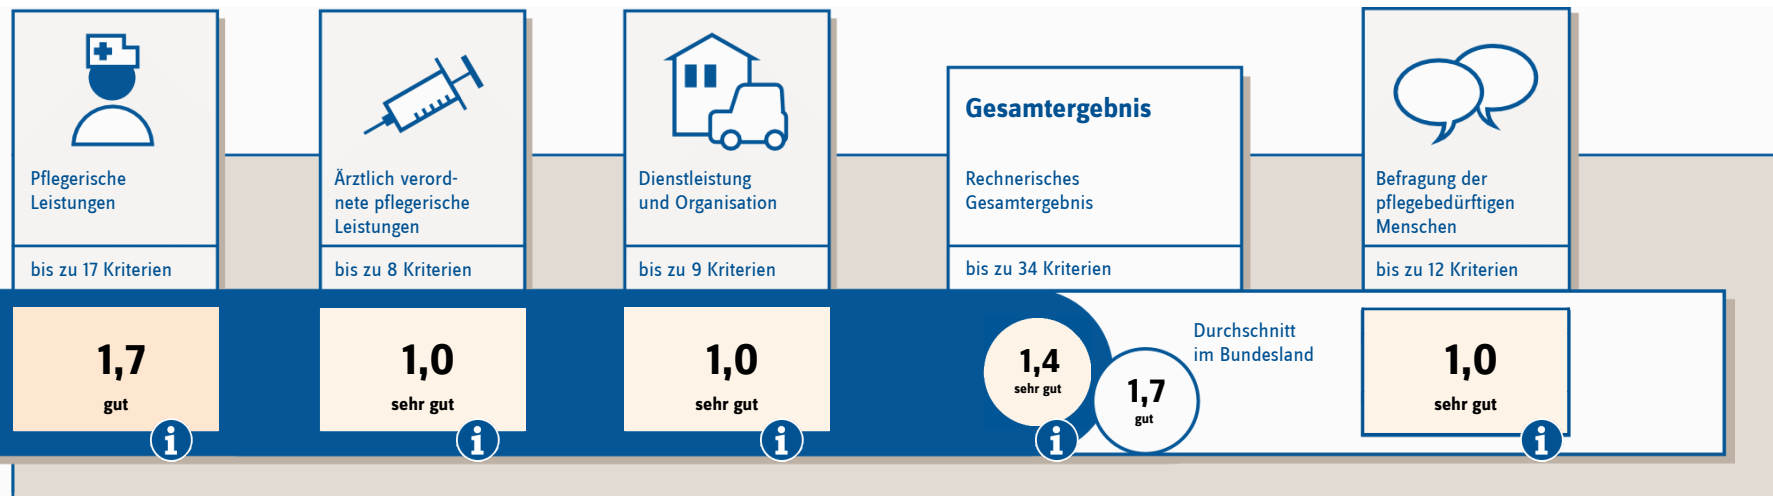 Pflegerische
Leistungen
bis zu 17 Kriterien
1,7
gut
Ärztlich verord-
nete pflegerische
Leistungen
bis zu 8 Kriterien
1,0
sehr gut
Dienstleistung
und Organisation
bis zu 9 Kriterien
1,0
sehr gut
Gesamtergebnis
Rechnerisches
Gesamtergebnis
bis zu 34 Kriterien
1,4
sehr gut
1,7
gut
Durchschnitt
im Bundesland
Befragung der
pflegebedürftigen
Menschen
bis zu 12 Kriterien
1,0
sehr gut